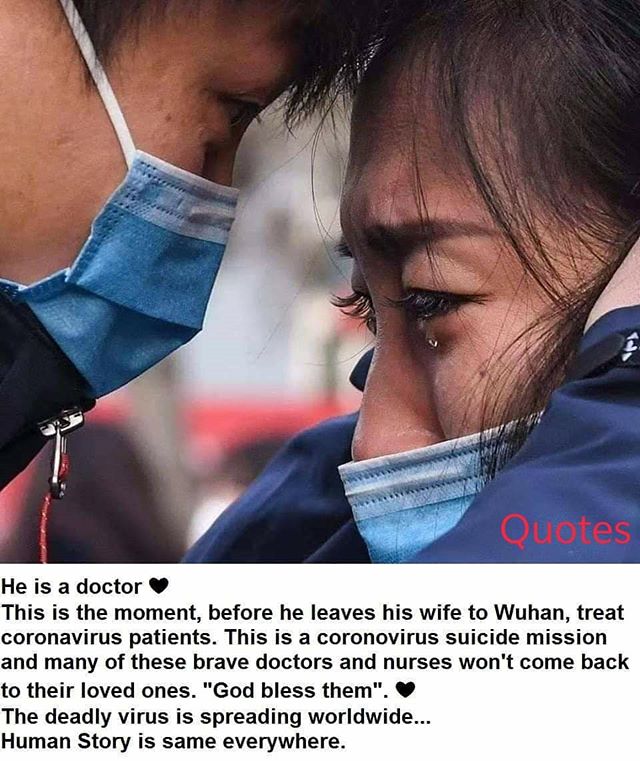 Quotes
He is a doctor ♥
This is the moment, before he leaves his wife to Wuhan, treat
coronavirus patients. This is a coronovirus suicide mission
and many of these brave doctors and nurses won't come back
to their loved ones. "God bless them". ♥
The deadly virus is spreading worldwide...
Human Story is same everywhere.